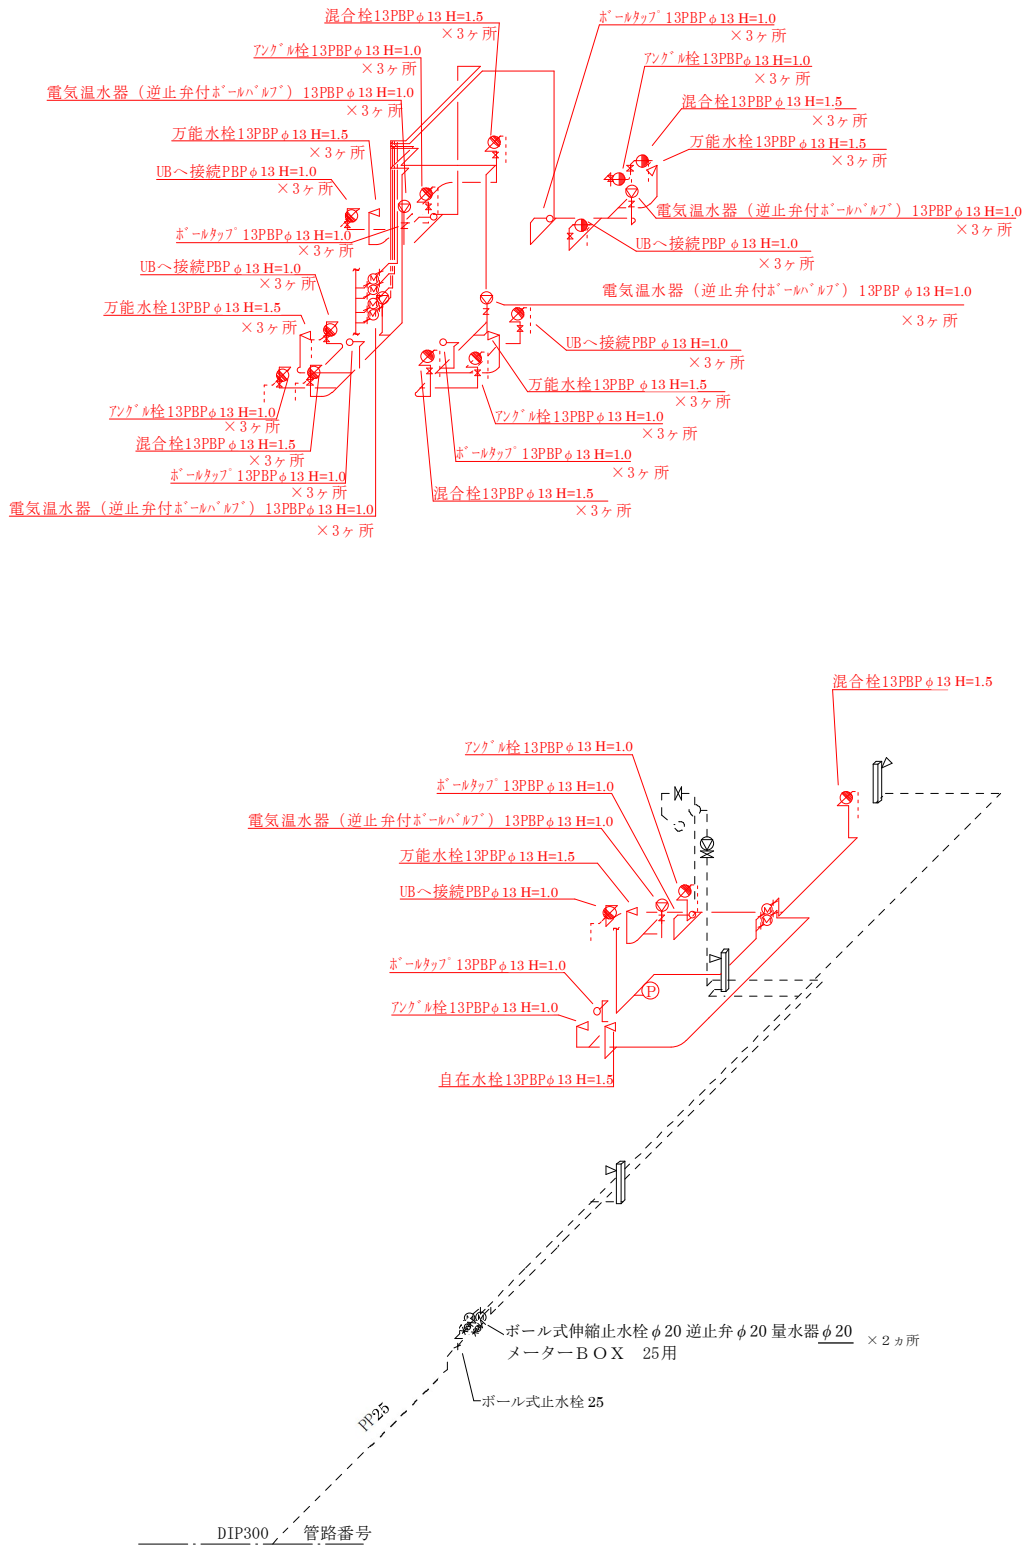 混合栓13PBPφ13 H=1.5
×3ヶ所
ﾎﾞｰﾙﾀｯﾌﾟ13PBPφ13 H=1.0
×3ヶ所
ｱﾝｸﾞﾙ栓13PBPφ13 H=1.0
×3ヶ所
ｱﾝｸﾞﾙ栓13PBPφ13 H=1.0
×3ヶ所
電気温水器（逆止弁付ﾎﾞｰﾙﾊﾞﾙﾌﾞ）13PBPφ13 H=1.0
×3ヶ所
混合栓13PBPφ13 H=1.5
×3ヶ所
万能水栓13PBPφ13 H=1.5
×3ヶ所
万能水栓13PBPφ13 H=1.5
×3ヶ所
UBへ接続PBPφ13 H=1.0
×3ヶ所
電気温水器（逆止弁付ﾎﾞｰﾙﾊﾞﾙﾌﾞ）13PBPφ13 H=1.0
×3ヶ所
ﾎﾞｰﾙﾀｯﾌﾟ13PBPφ13 H=1.0
×3ヶ所
UBへ接続PBPφ13 H=1.0
×3ヶ所
UBへ接続PBPφ13 H=1.0
×3ヶ所
電気温水器（逆止弁付ﾎﾞｰﾙﾊﾞﾙﾌﾞ）13PBPφ13 H=1.0
×3ヶ所
万能水栓13PBPφ13 H=1.5
×3ヶ所
UBへ接続PBPφ13 H=1.0
×3ヶ所
万能水栓13PBPφ13 H=1.5
×3ヶ所
ｱﾝｸﾞﾙ栓13PBPφ13 H=1.0
×3ヶ所
ｱﾝｸﾞﾙ栓13PBPφ13 H=1.0
×3ヶ所
混合栓13PBPφ13 H=1.5
×3ヶ所
ﾎﾞｰﾙﾀｯﾌﾟ13PBPφ13 H=1.0
×3ヶ所
ﾎﾞｰﾙﾀｯﾌﾟ13PBPφ13 H=1.0
×3ヶ所
混合栓13PBPφ13 H=1.5
×3ヶ所
電気温水器（逆止弁付ﾎﾞｰﾙﾊﾞﾙﾌﾞ）13PBPφ13 H=1.0
×3ヶ所
混合栓13PBPφ13 H=1.5
ｱﾝｸﾞﾙ栓13PBPφ13 H=1.0
ﾎﾞｰﾙﾀｯﾌﾟ13PBPφ13 H=1.0
電気温水器（逆止弁付ﾎﾞｰﾙﾊﾞﾙﾌﾞ）13PBPφ13 H=1.0
万能水栓13PBPφ13 H=1.5
UBへ接続PBPφ13 H=1.0
ﾎﾞｰﾙﾀｯﾌﾟ13PBPφ13 H=1.0
P
ｱﾝｸﾞﾙ栓13PBPφ13 H=1.0
自在水栓13PBPφ13 H=1.5
ボール式伸縮止水栓φ20 逆止弁φ20 量水器φ20 ×２ヵ所
メーターＢＯＸ 25用
ボール式止水栓 25
PP25
DIP300 管路番号